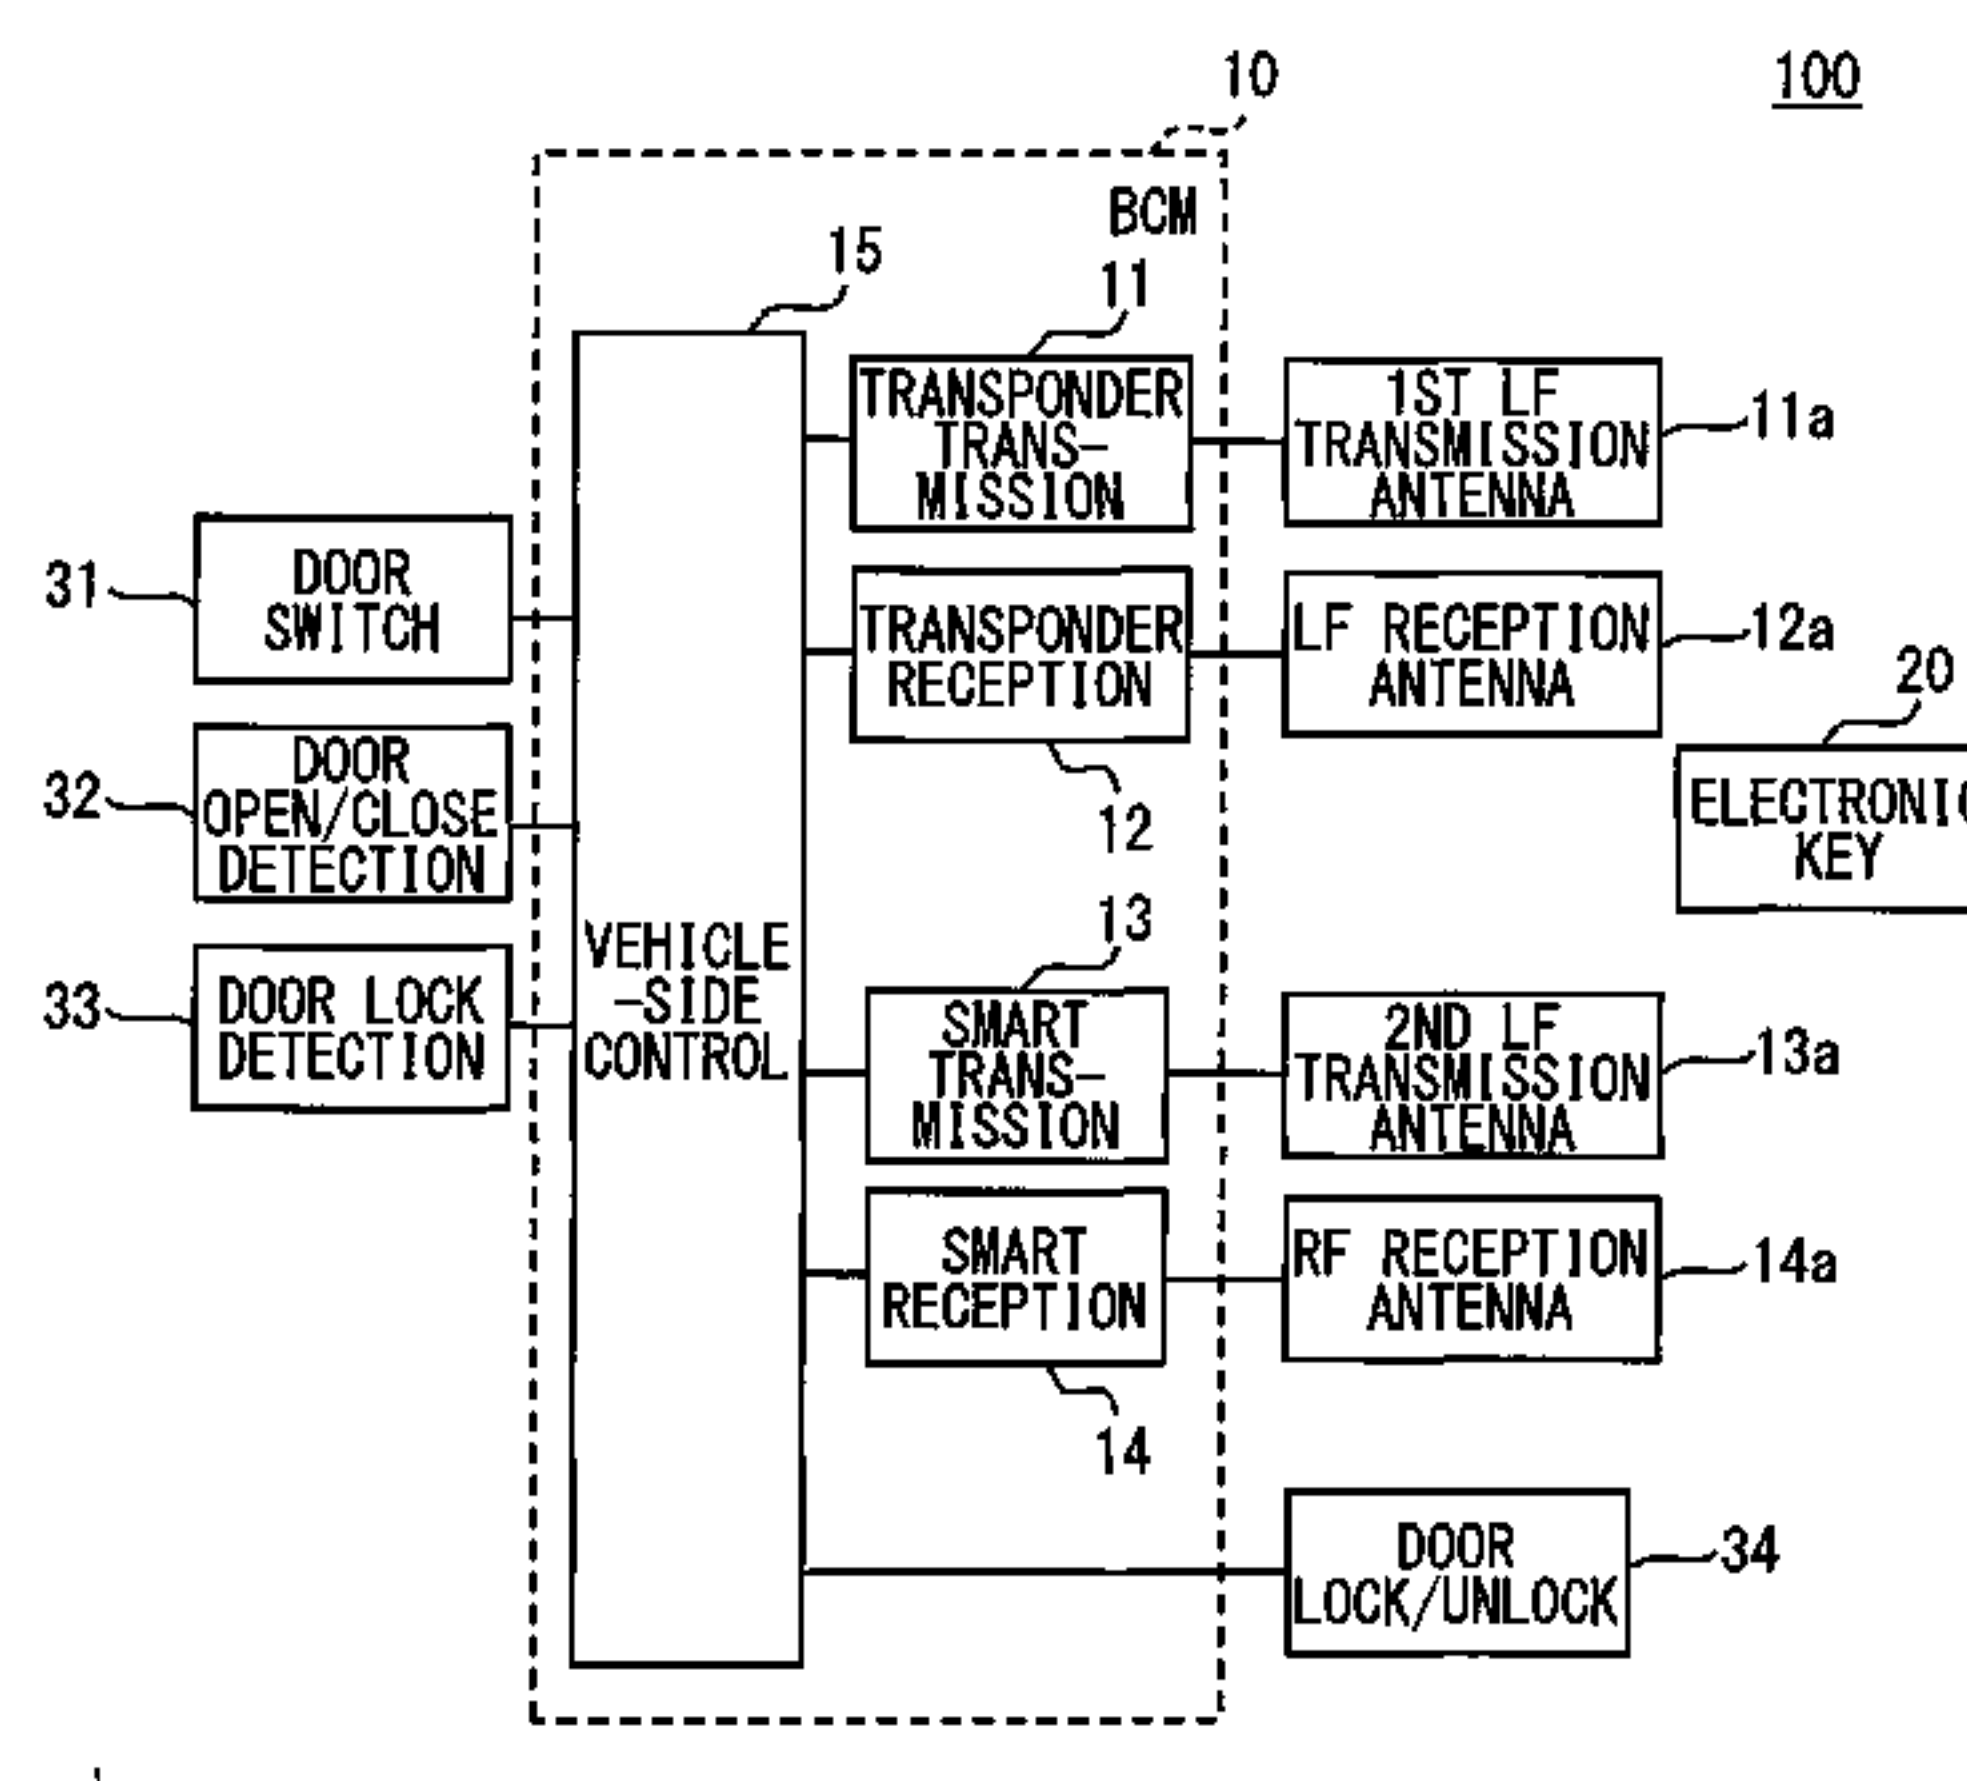 10
100
BCM
15
11
TRANSPONDER
TRANS-
MISSION
1ST LF
TRANSMISSION
ANTENNA
11a
31
DOOR
SWITCH
TRANSPONDER
RECEPTION
LF RECEPTION
ANTENNA
12a
20
32
DOOR
OPEN/CLOSE
DETECTION
12
ELECTRONIC
KEY
33
DOOR LOCK
DETECTION
VEHICLE
-SIDE
CONTROL
13
SMART
TRANS-
MISSION
2ND LF
TRANSMISSION
ANTENNA
13a
SMART
RECEPTION
RF RECEPTION
ANTENNA
14a
14
DOOR
LOCK/UNLOCK
34